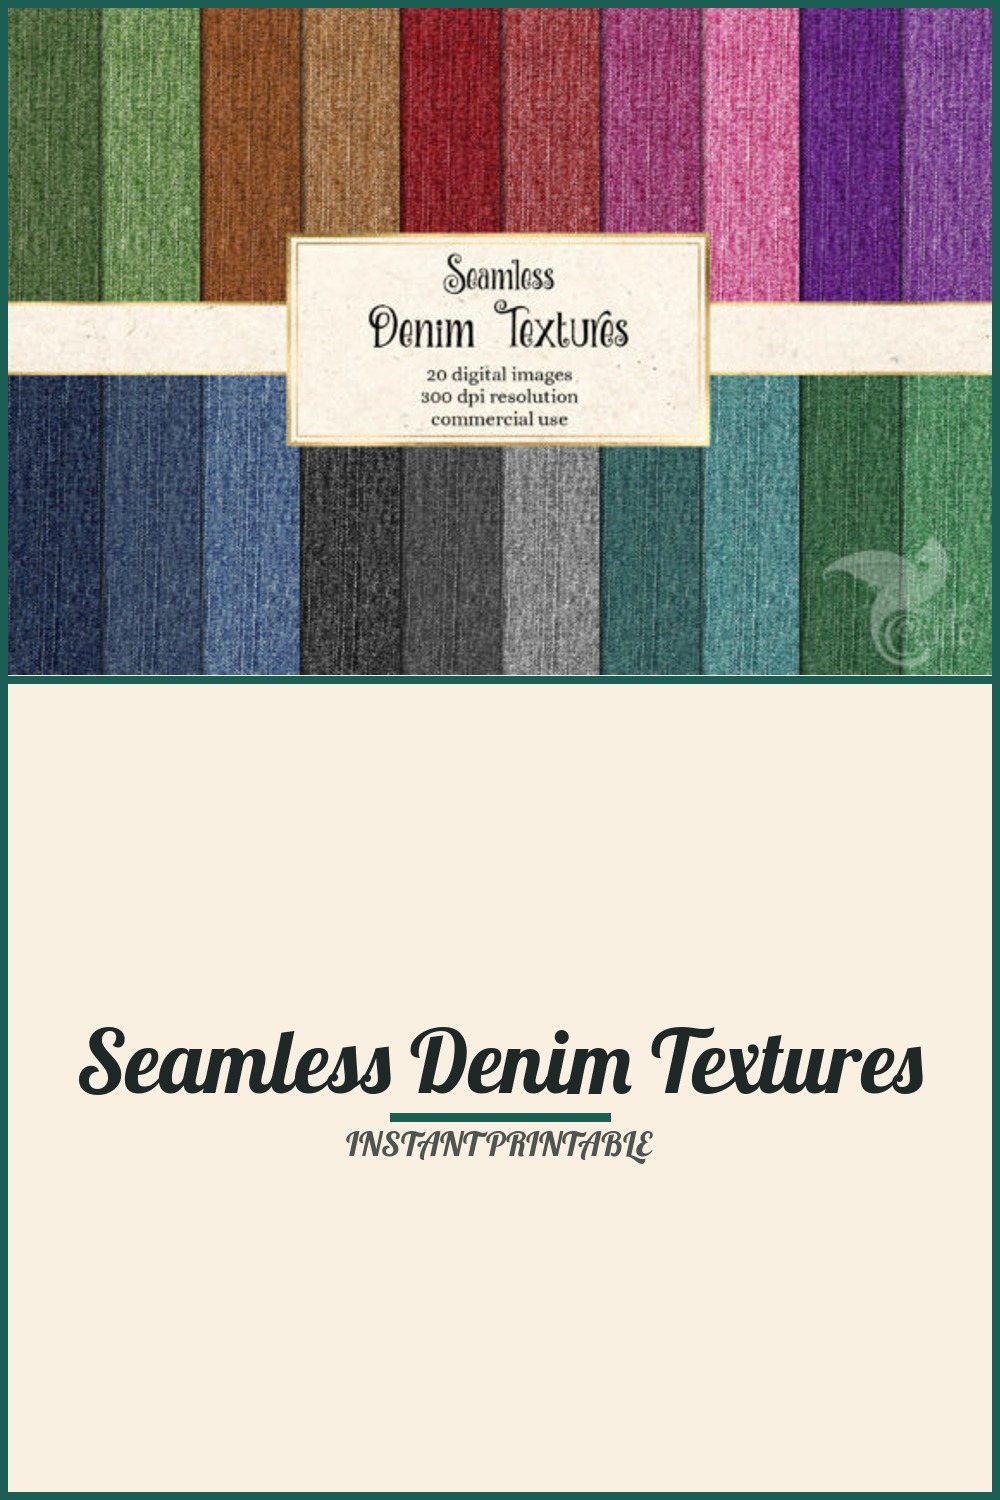 Seamless
Denim Textures
20 digital images
300 dpi resolution
commercial use
Seamless Denim Textures
INSTANT PRINTABLE